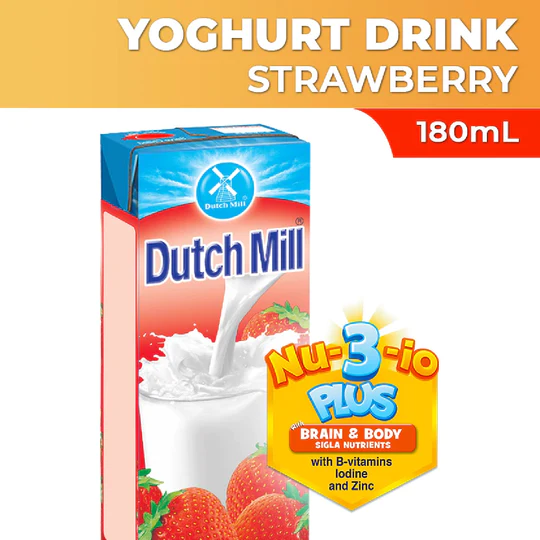 YOGHURT DRINK
STRAWBERRY
180mL
Dutch Mill
Dutch Mill
Nu-3-io
PLUS
with
BRAIN & BODY
SIGLA NUTRIENTS
with B-vitamins
Iodine
and Zinc